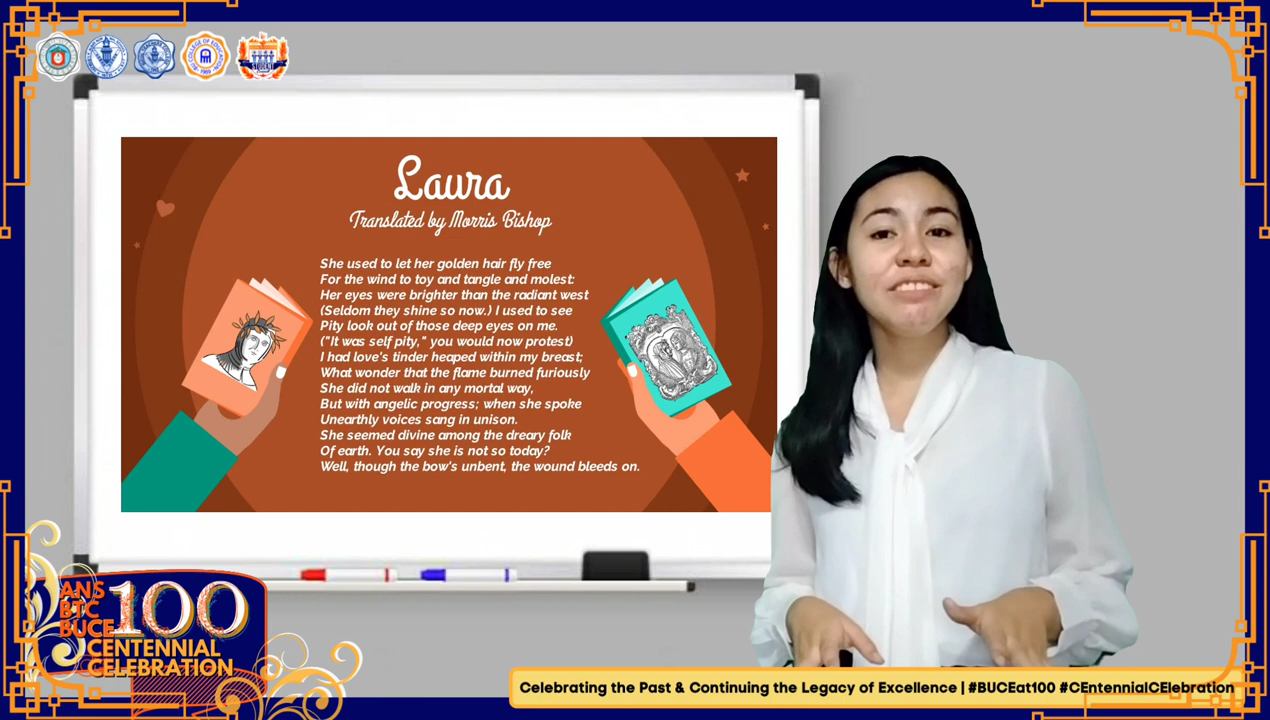 Laura
Translated by Morris Bishop
She used to let her golden hair fly free
For the wind to toy and tangle and molest:
Her eyes were brighter than the radiant west
(Seldom they shine so now.) I used to see
Pity look out of those deep eyes on me.
("It was self pity," you would now protest)
I had love's tinder heaped within my breast;
What wonder that the flame burned furiously
She did not walk in any mortal way,
But with angelic progress; when she spoke
Unearthly voices sang in unison.
She seemed divine among the dreary folk
Of earth. You say she is not so today?
Well, though the bow's unbent, the wound bleeds on.
ANS
BTC
BUCE
100
CENTENNIAL
CELEBRATION
Celebrating the Past & Continuing the Legacy of Excellence | #BUCEat100 #CEntennialCElebration